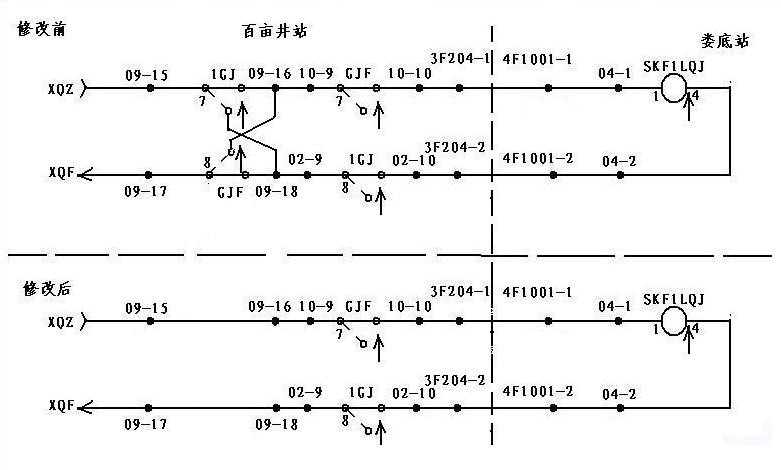 修改前 百亩井站 娄底站
3F204-1 4F1001-1
09-15 1GJ 09-16 10-9 GJF 10-10 04-1 SKF1LQJ
XQZ 7 7 1 4
3F204-2
8 02-9 1GJ 02-10 4F1001-2 04-2
XQF
09-17 GJF 09-18 8
修改后
3F204-1 4F1001-1
09-15 09-16 10-9 GJF 10-10 04-1 SKF1LQJ
XQZ 7 1 4
3F204-2
02-9 1GJ 02-10 4F1001-2 04-2
XQF
09-17 09-18 8